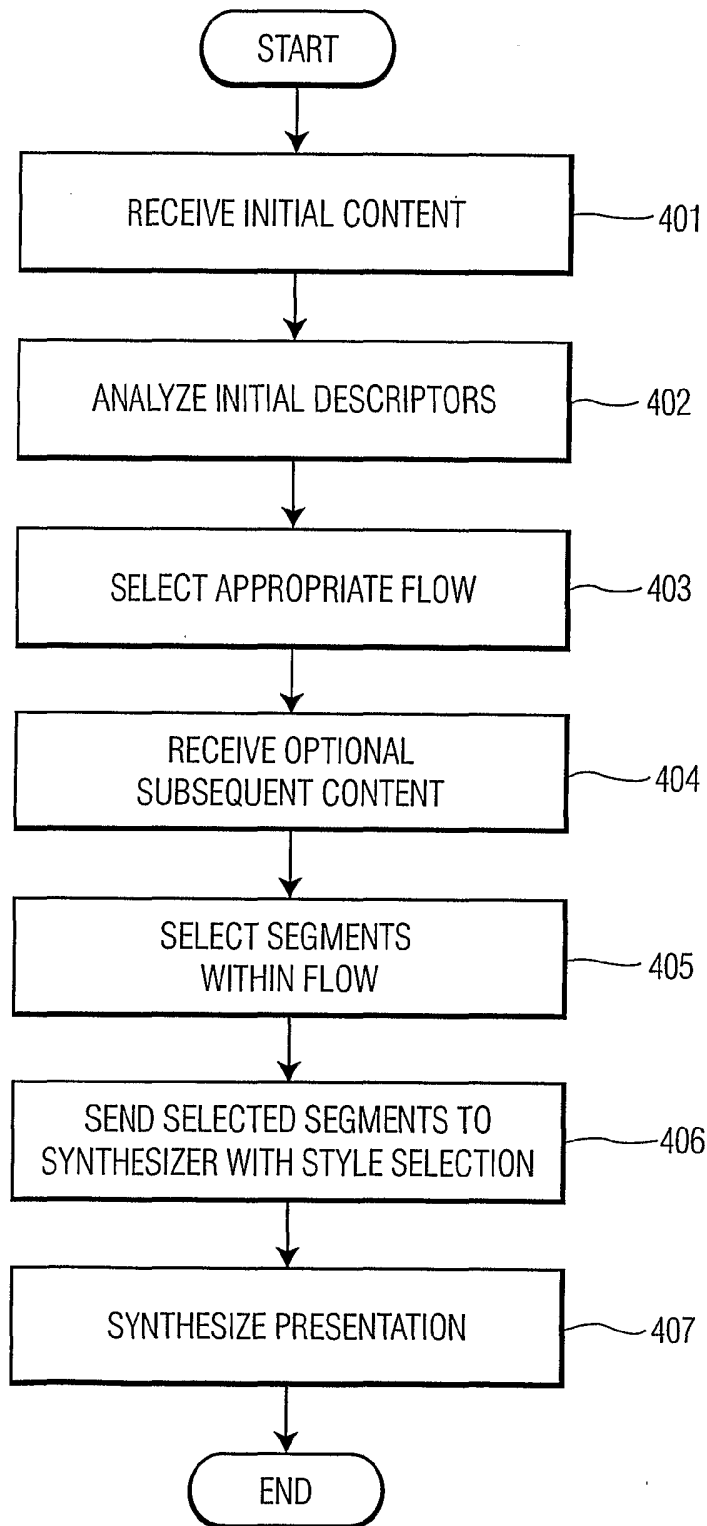 START
RECEIVE INITIAL CONTENT
401
ANALYZE INITIAL DESCRIPTORS
402
SELECT APPROPRIATE FLOW
403
RECEIVE OPTIONAL
SUBSEQUENT CONTENT
404
SELECT SEGMENTS
WITHIN FLOW
405
SEND SELECTED SEGMENTS TO
SYNTHESIZER WITH STYLE SELECTION
406
SYNTHESIZE PRESENTATION
407
END